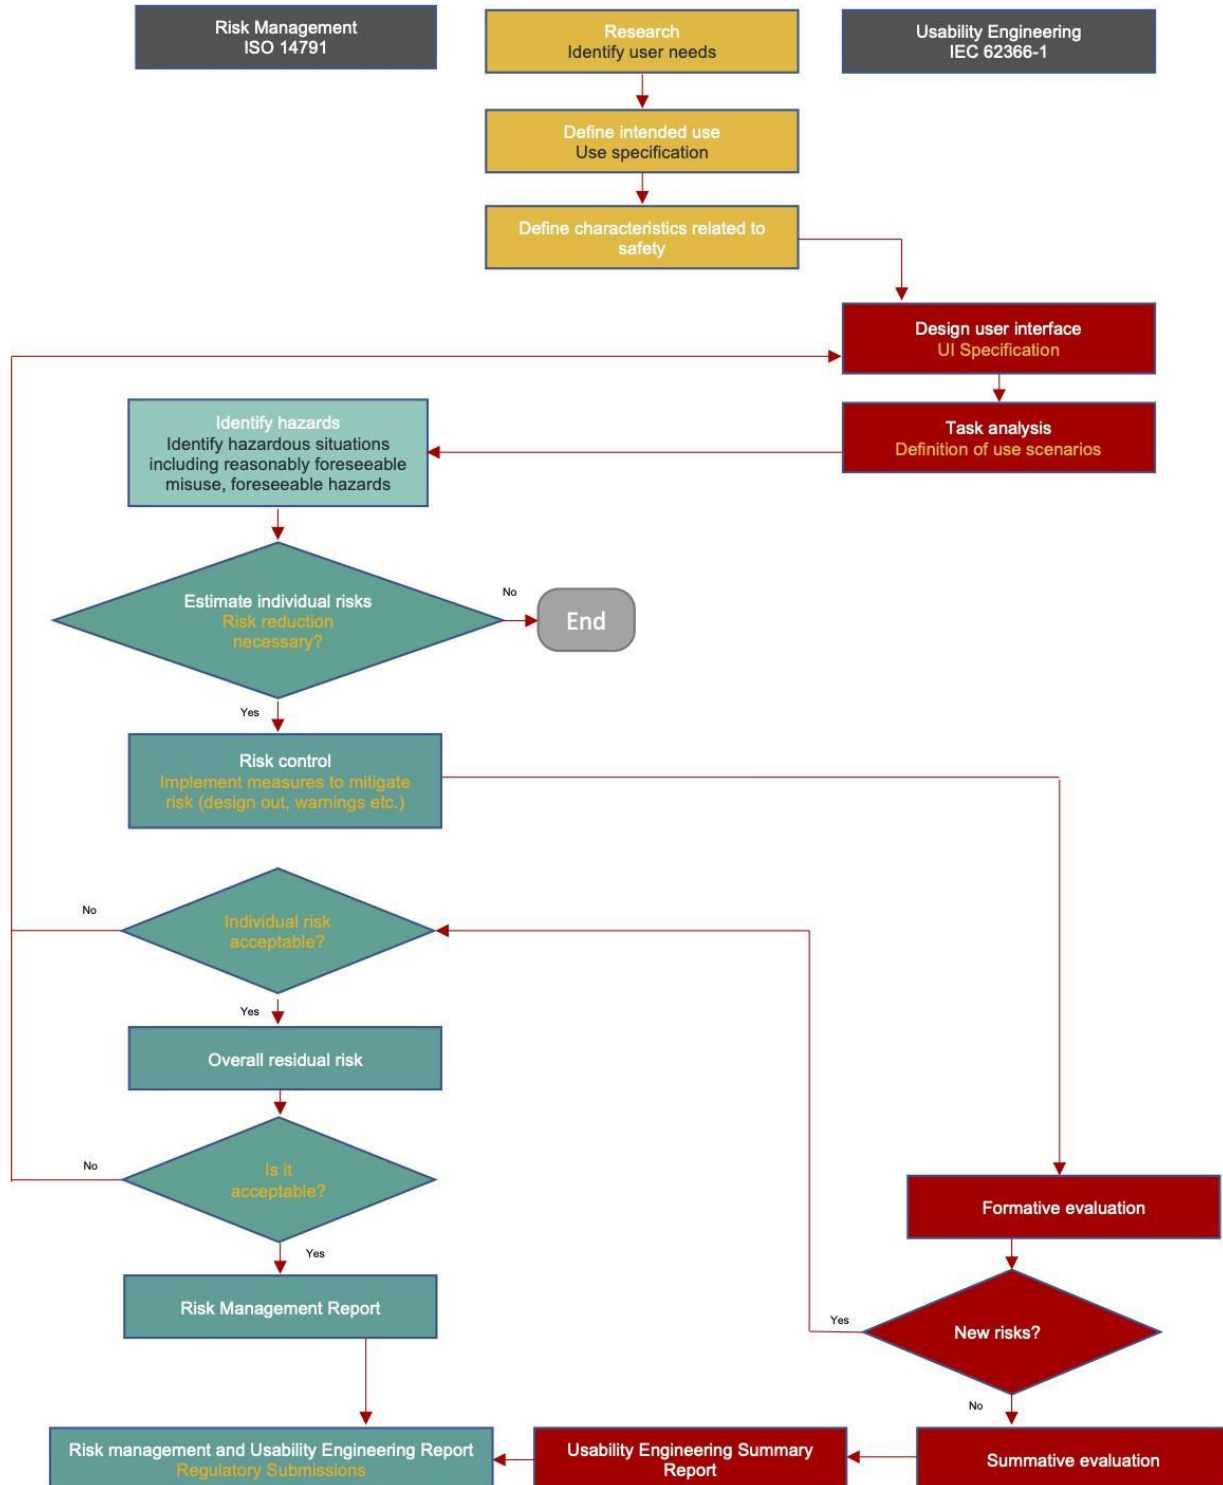 Risk Management
ISO 14791
Research
Identify user needs
Usability Engineering
IEC 62366-1
Define intended use
Use specification
Define characteristics related to
safety
Design user interface
UI Specification
Task analysis
Definition of use scenarios
Identify hazards
Identify hazardous situations
including reasonably foreseeable
misuse, foreseeable hazards
Estimate individual risks
Risk reduction
necessary?
No
End
Yes
Risk control
Implement measures to mitigate
risk (design out, warnings etc.)
No
Individual risk
acceptable?
Yes
Overall residual risk
No
Is it
acceptable?
Yes
Formative evaluation
Risk Management Report
Yes
New risks?
No
Risk management and Usability Engineering Report
Regulatory Submissions
Usability Engineering Summary
Report
Summative evaluation